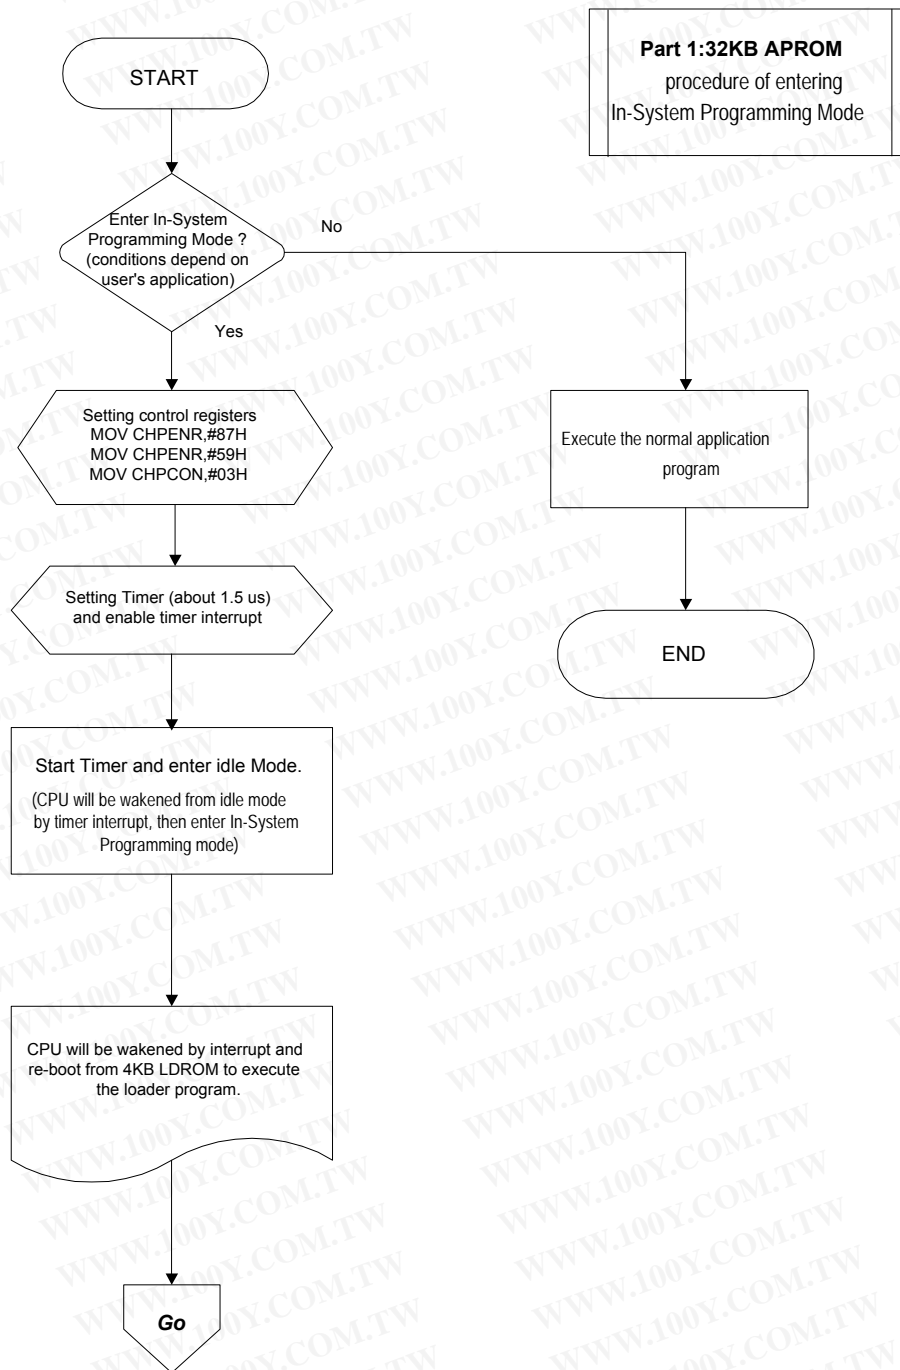 START
Part 1:32KB APROM
procedure of entering
In-System Programming Mode
Enter In-System
Programming Mode ?
(conditions depend on
user's application)
No
Yes
Setting control registers
MOV CHPENR,#87H
MOV CHPENR,#59H
MOV CHPCON,#03H
Execute the normal application
program
Setting Timer (about 1.5 us)
and enable timer interrupt
END
Start Timer and enter idle Mode.
(CPU will be wakened from idle mode
by timer interrupt, then enter In-System
Programming mode)
CPU will be wakened by interrupt and
re-boot from 4KB LDROM to execute
the loader program.
Go
WWW.100Y.COM.TW